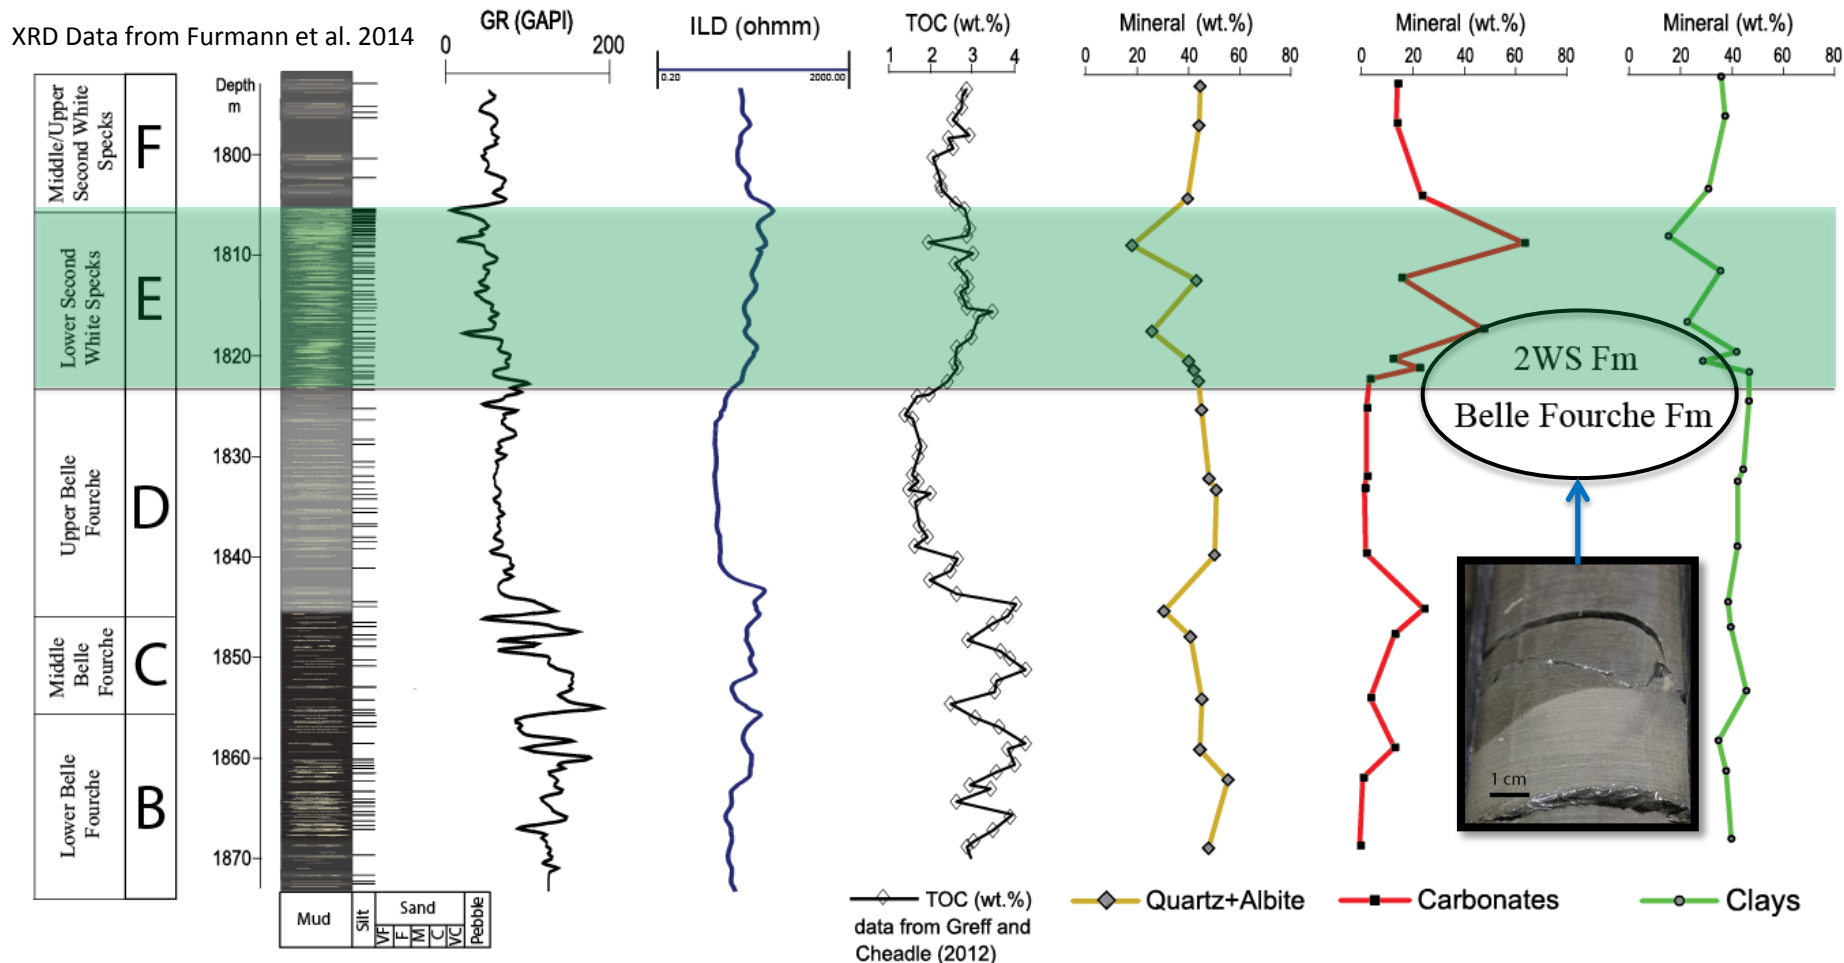 XRD Data from Furmann et al. 2014
GR (GAPI)
0
200
ILD (ohmm)
0.20
2000.00
TOC (wt.%)
1 2 3 4
Mineral (wt.%)
0 20 40 60 80
Mineral (wt.%)
0 20 40 60 80
Mineral (wt.%)
0 20 40 60 80
Depth
m
1800
1810
1820
1830
1840
1850
1860
1870
Middle/Upper
Second White
Specks
F
Lower Second
White Specks
E
Upper Belle
Fourche
D
Middle
Belle
Fourche
C
Lower Belle
Fourche
B
2WS Fm
Belle Fourche Fm
1 cm
Mud
Silt
Sand
VF
F
M
C
VC
Pebble
TOC (wt.%)
data from Greff and
Cheadle (2012)
Quartz+Albite
Carbonates
Clays